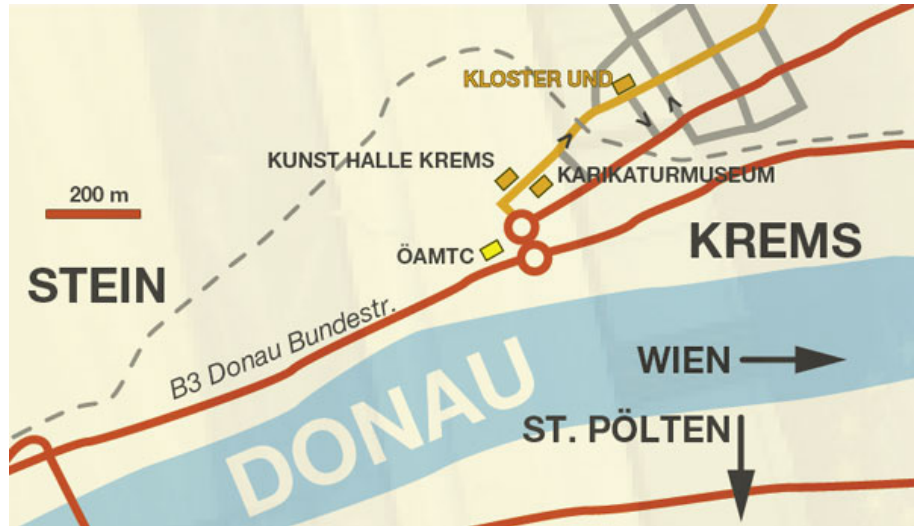 KLOSTER UND
KUNST HALLE KREMS
KARIKATURMUSEUM
200 m
ÖAMTC
KREMS
STEIN
B3 Donau Bundestr.
WIEN
DONAU
ST. PÖLTEN